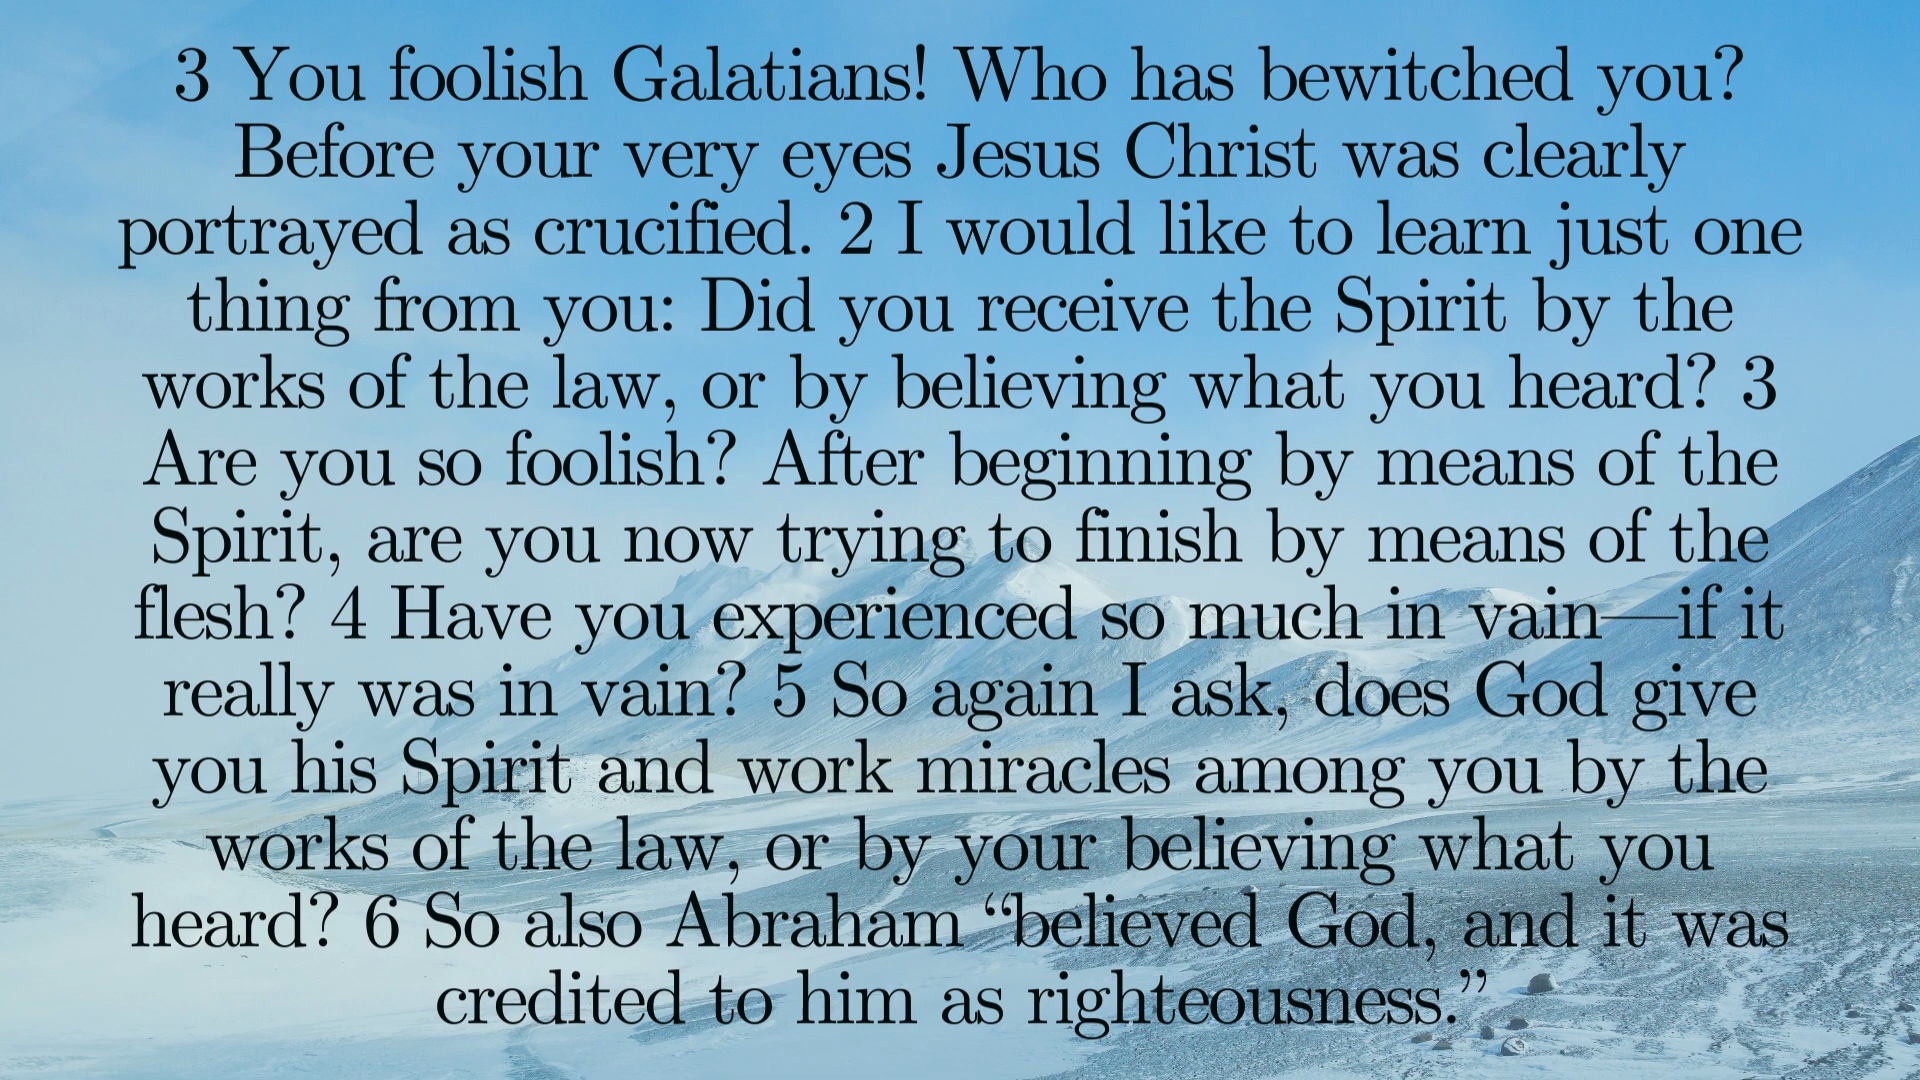 3 You foolish Galatians! Who has bewitched you?
Before your very eyes Jesus Christ was clearly
portrayed as crucified. 2 I would like to learn just one
thing from you: Did you receive the Spirit by the
works of the law, or by believing what you heard? 3
Are you so foolish? After beginning by means of the
Spirit, are you now trying to finish by means of the
flesh? 4 Have you experienced so much in vain—if it
really was in vain? 5 So again I ask, does God give
you his Spirit and work miracles among you by the
works of the law, or by your believing what you
heard? 6 So also Abraham “believed God, and it was
credited to him as righteousness.”